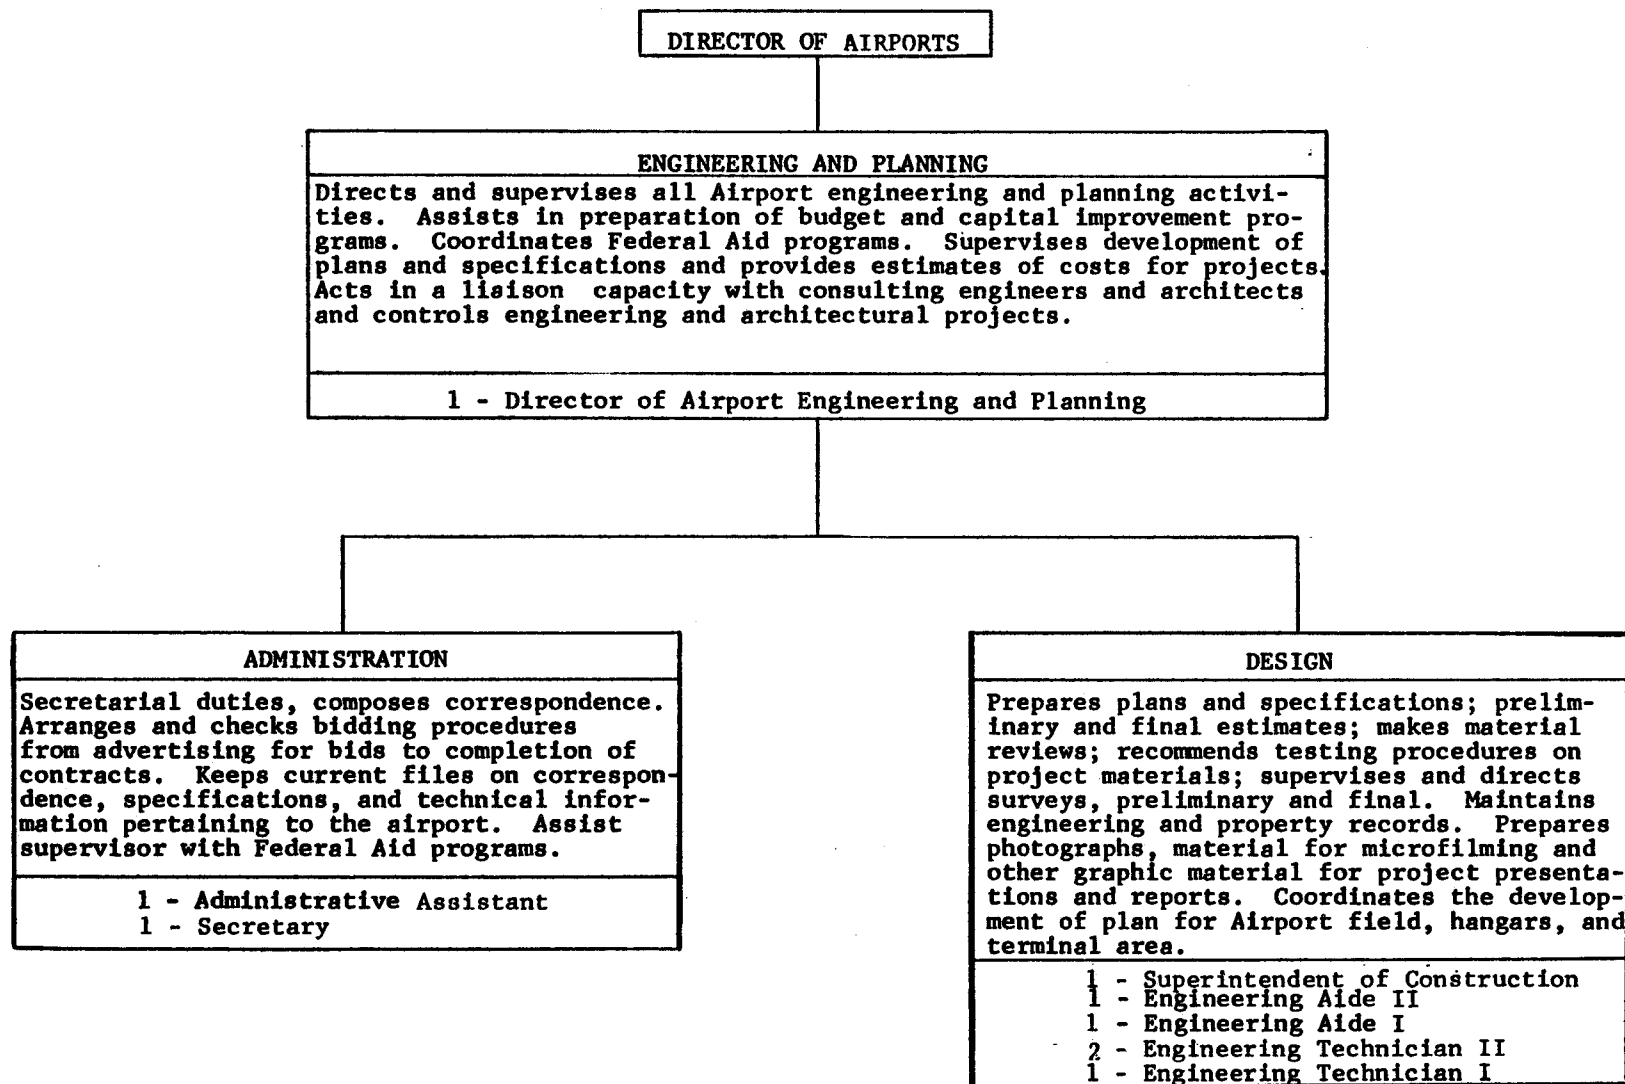 DIRECTOR OF AIRPORTS
ENGINEERING AND PLANNING
Directs and supervises all Airport engineering and planning activi-
ties. Assists in preparation of budget and capital improvement pro-
grams. Coordinates Federal Aid programs. Supervises development of
plans and specifications and provides estimates of costs for projects.
Acts in a liaison capacity with consulting engineers and architects
and controls engineering and architectural projects.
1 - Director of Airport Engineering and Planning
ADMINISTRATION
Secretarial duties, composes correspondence.
Arranges and checks bidding procedures
from advertising for bids to completion of
contracts. Keeps current files on correspon-
dence, specifications, and technical infor-
mation pertaining to the airport. Assist
supervisor with Federal Aid programs.
1 - Administrative Assistant
1 - Secretary
DESIGN
Prepares plans and specifications; prelim-
inary and final estimates; makes material
reviews; recommends testing procedures on
project materials; supervises and directs
surveys, preliminary and final. Maintains
engineering and property records. Prepares
photographs, material for microfilming and
other graphic material for project presenta-
tions and reports. Coordinates the develop-
ment of plan for Airport field, hangars, and
terminal area.
1 - Superintendent of Construction
1 - Engineering Aide II
1 - Engineering Aide I
2 - Engineering Technician II
1 - Engineering Technician I